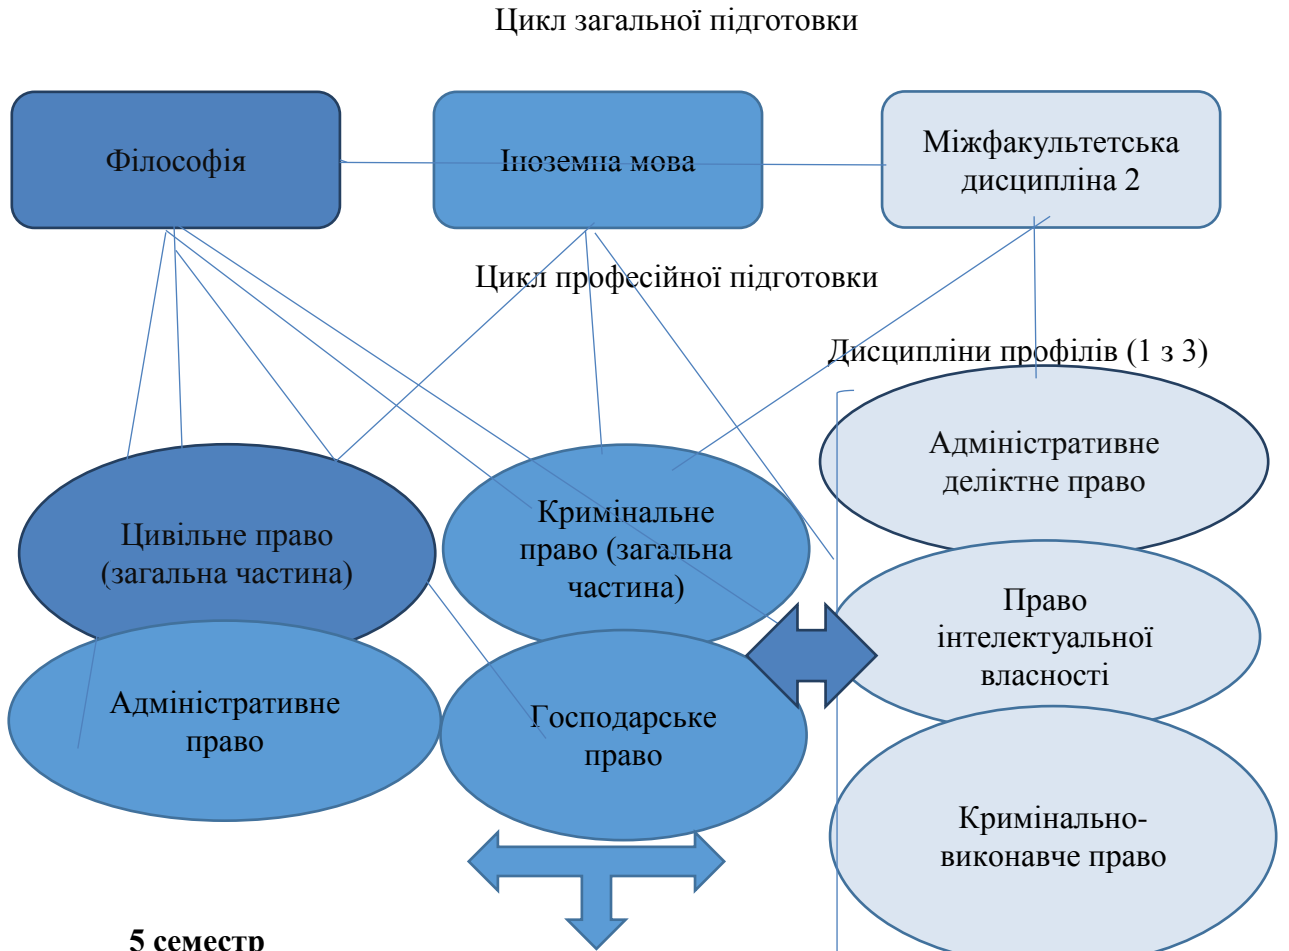 Цикл загальної підготовки
Філософія
Іноземна мова
Міжфакультетська
дисципліна 2
Цикл професійної підготовки
Дисципліни профілів (1 з 3)
Цивільне право
(загальна частина)
Кримінальне
право (загальна
частина)
Адміністративне
деліктне право
Право
інтелектуальної
власності
Адміністративне
право
Господарське
право
Кримінально-
виконавче право
5 семестр